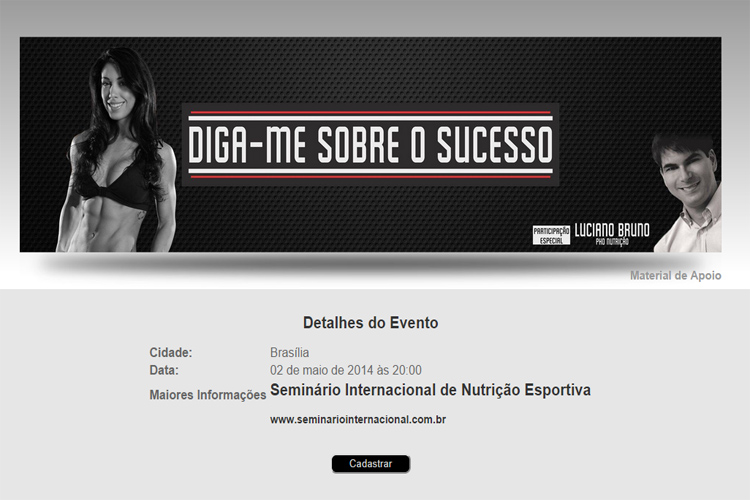 DIGA-ME SOBRE O SUCESSO
PARTICIPAÇÃO
ESPECIAL
LUCIANO BRUNO
PHD NUTRIÇÃO
Material de Apoio
Detalhes do Evento
Cidade: Brasília
Data: 02 de maio de 2014 às 20:00
Maiores Informações Seminário Internacional de Nutrição Esportiva
www.seminariointernacional.com.br
Cadastrar